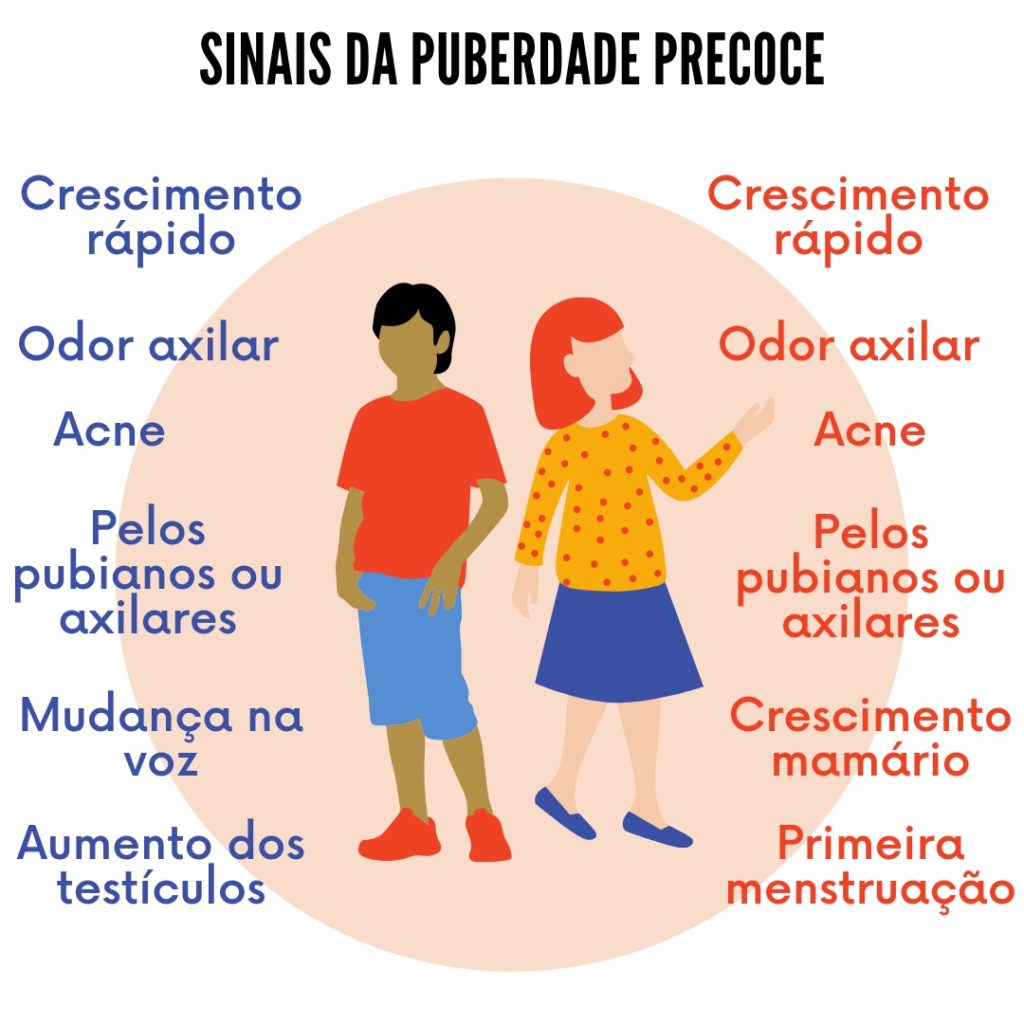 SINAIS DA PUBERDADE PRECOCE
Crescimento
rápido
Odor axilar
Acne
Pelos
pubianos ou
axilares
Mudança na
voz
Aumento dos
testículos
Crescimento
rápido
Odor axilar
Acne
Pelos
pubianos ou
axilares
Crescimento
mamário
Primeira
menstruação